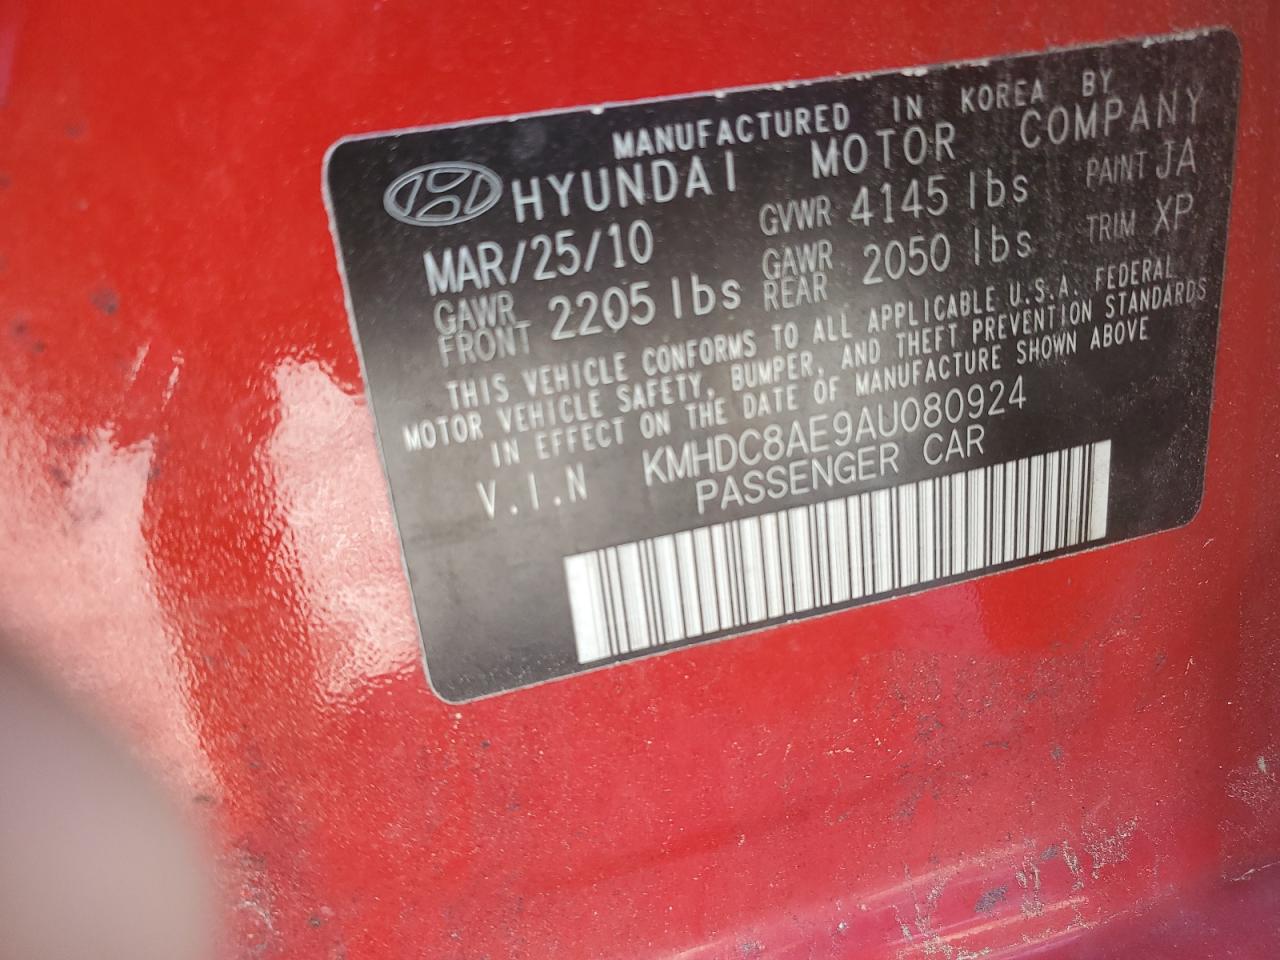 MANUFACTURED IN KOREA BY
HYUNDAI MOTOR COMPANY
MAR/25/10 GVWR 4145 lbs PAINT JA
GAWR FRONT 2205 lbs GAWR REAR 2050 lbs TRIM XP
THIS VEHICLE CONFORMS TO ALL APPLICABLE U.S.A. FEDERAL
MOTOR VEHICLE SAFETY, BUMPER, AND THEFT PREVENTION STANDARDS
IN EFFECT ON THE DATE OF MANUFACTURE SHOWN ABOVE
V.I.N KMHDC8AE9AU080924
PASSENGER CAR